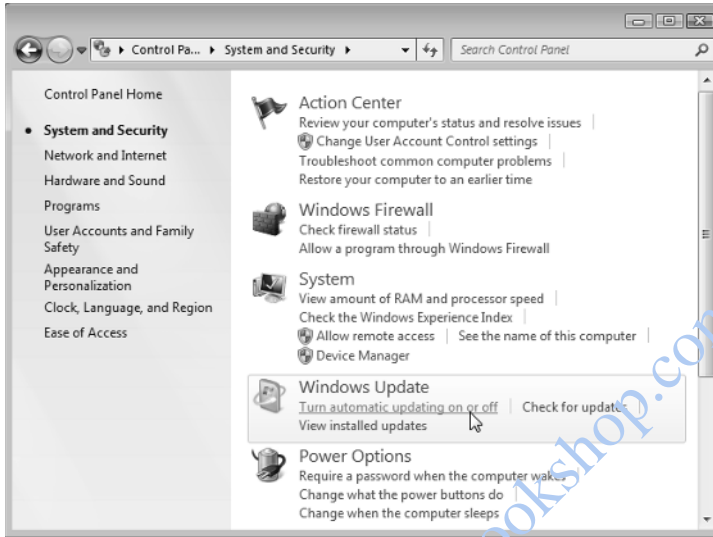 Control Pa... System and Security Search Control Panel
Control Panel Home
System and Security
Network and Internet
Hardware and Sound
Programs
User Accounts and Family
Safety
Appearance and
Personalization
Clock, Language, and Region
Ease of Access
Action Center
Review your computer's status and resolve issues
Change User Account Control settings
Troubleshoot common computer problems
Restore your computer to an earlier time
Windows Firewall
Check firewall status
Allow a program through Windows Firewall
System
View amount of RAM and processor speed
Check the Windows Experience Index
Allow remote access See the name of this computer
Device Manager
Windows Update
Turn automatic updating on or off Check for updates
View installed updates
Power Options
Require a password when the computer wakes
Change what the power buttons do
Change when the computer sleeps